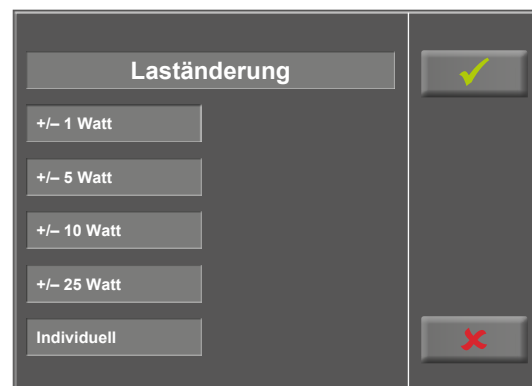 Laständerung
+/– 1 Watt
+/– 5 Watt
+/– 10 Watt
+/– 25 Watt
Individuell